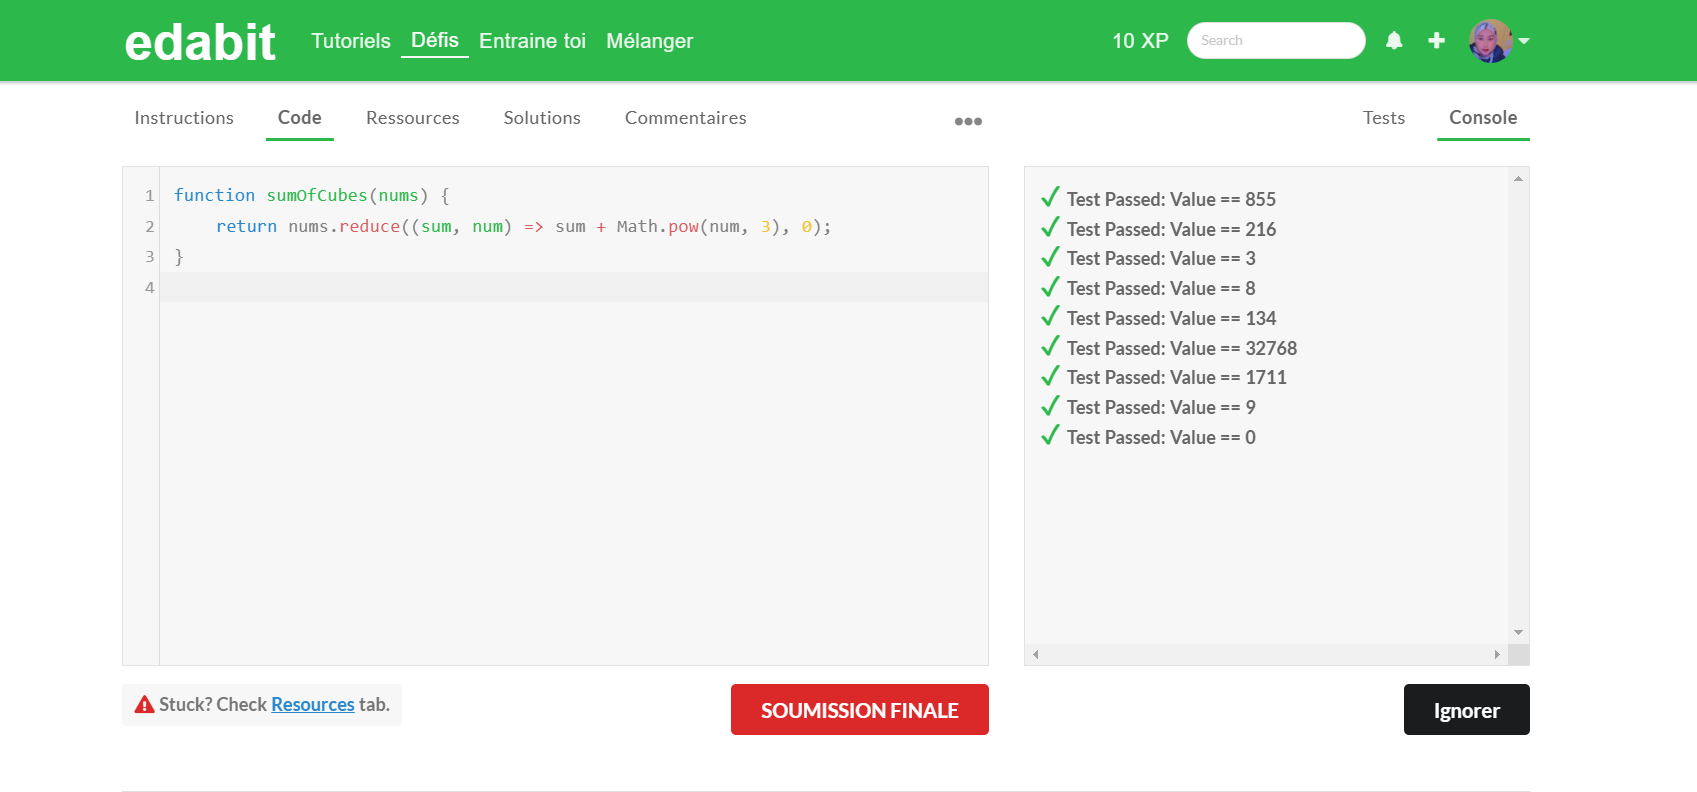 edabit Tutoriels Défis Entraine toi Mélanger 10 XP Search
Instructions Code Ressources Solutions Commentaires Tests Console
1 function sumOfCubes(nums) {
2 return nums.reduce((sum, num) => sum + Math.pow(num, 3), 0);
3 }
4
Test Passed: Value == 855
Test Passed: Value == 216
Test Passed: Value == 3
Test Passed: Value == 8
Test Passed: Value == 134
Test Passed: Value == 32768
Test Passed: Value == 1711
Test Passed: Value == 9
Test Passed: Value == 0
Stuck? Check Resources tab.
SOUMISSION FINALE
Ignorer